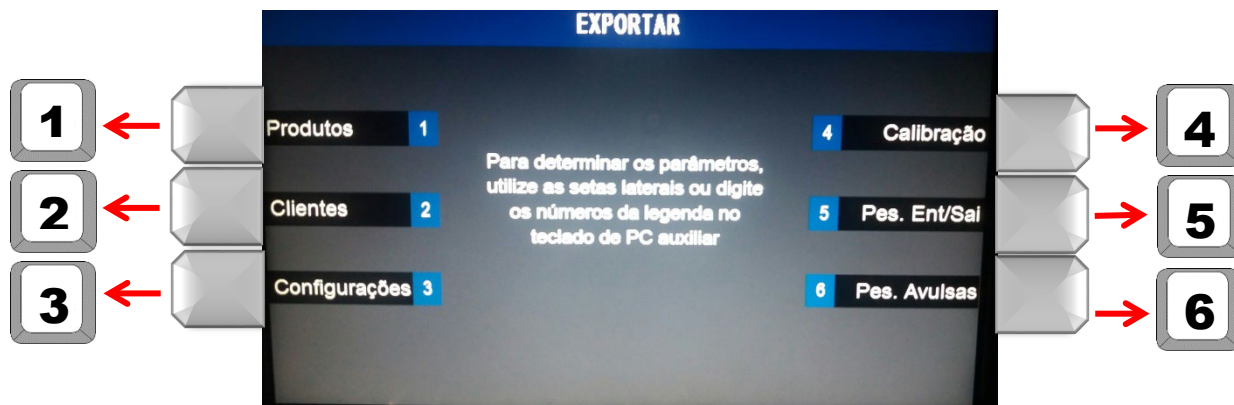 EXPORTAR
1
Produtos 1
2
Clientes 2
3
Configurações 3
Para determinar os parâmetros,
utilize as setas laterais ou digite
os números da legenda no
teclado de PC auxiliar
4 Calibração
4
5 Pes. Ent/Sai
5
6 Pes. Avulsas
6